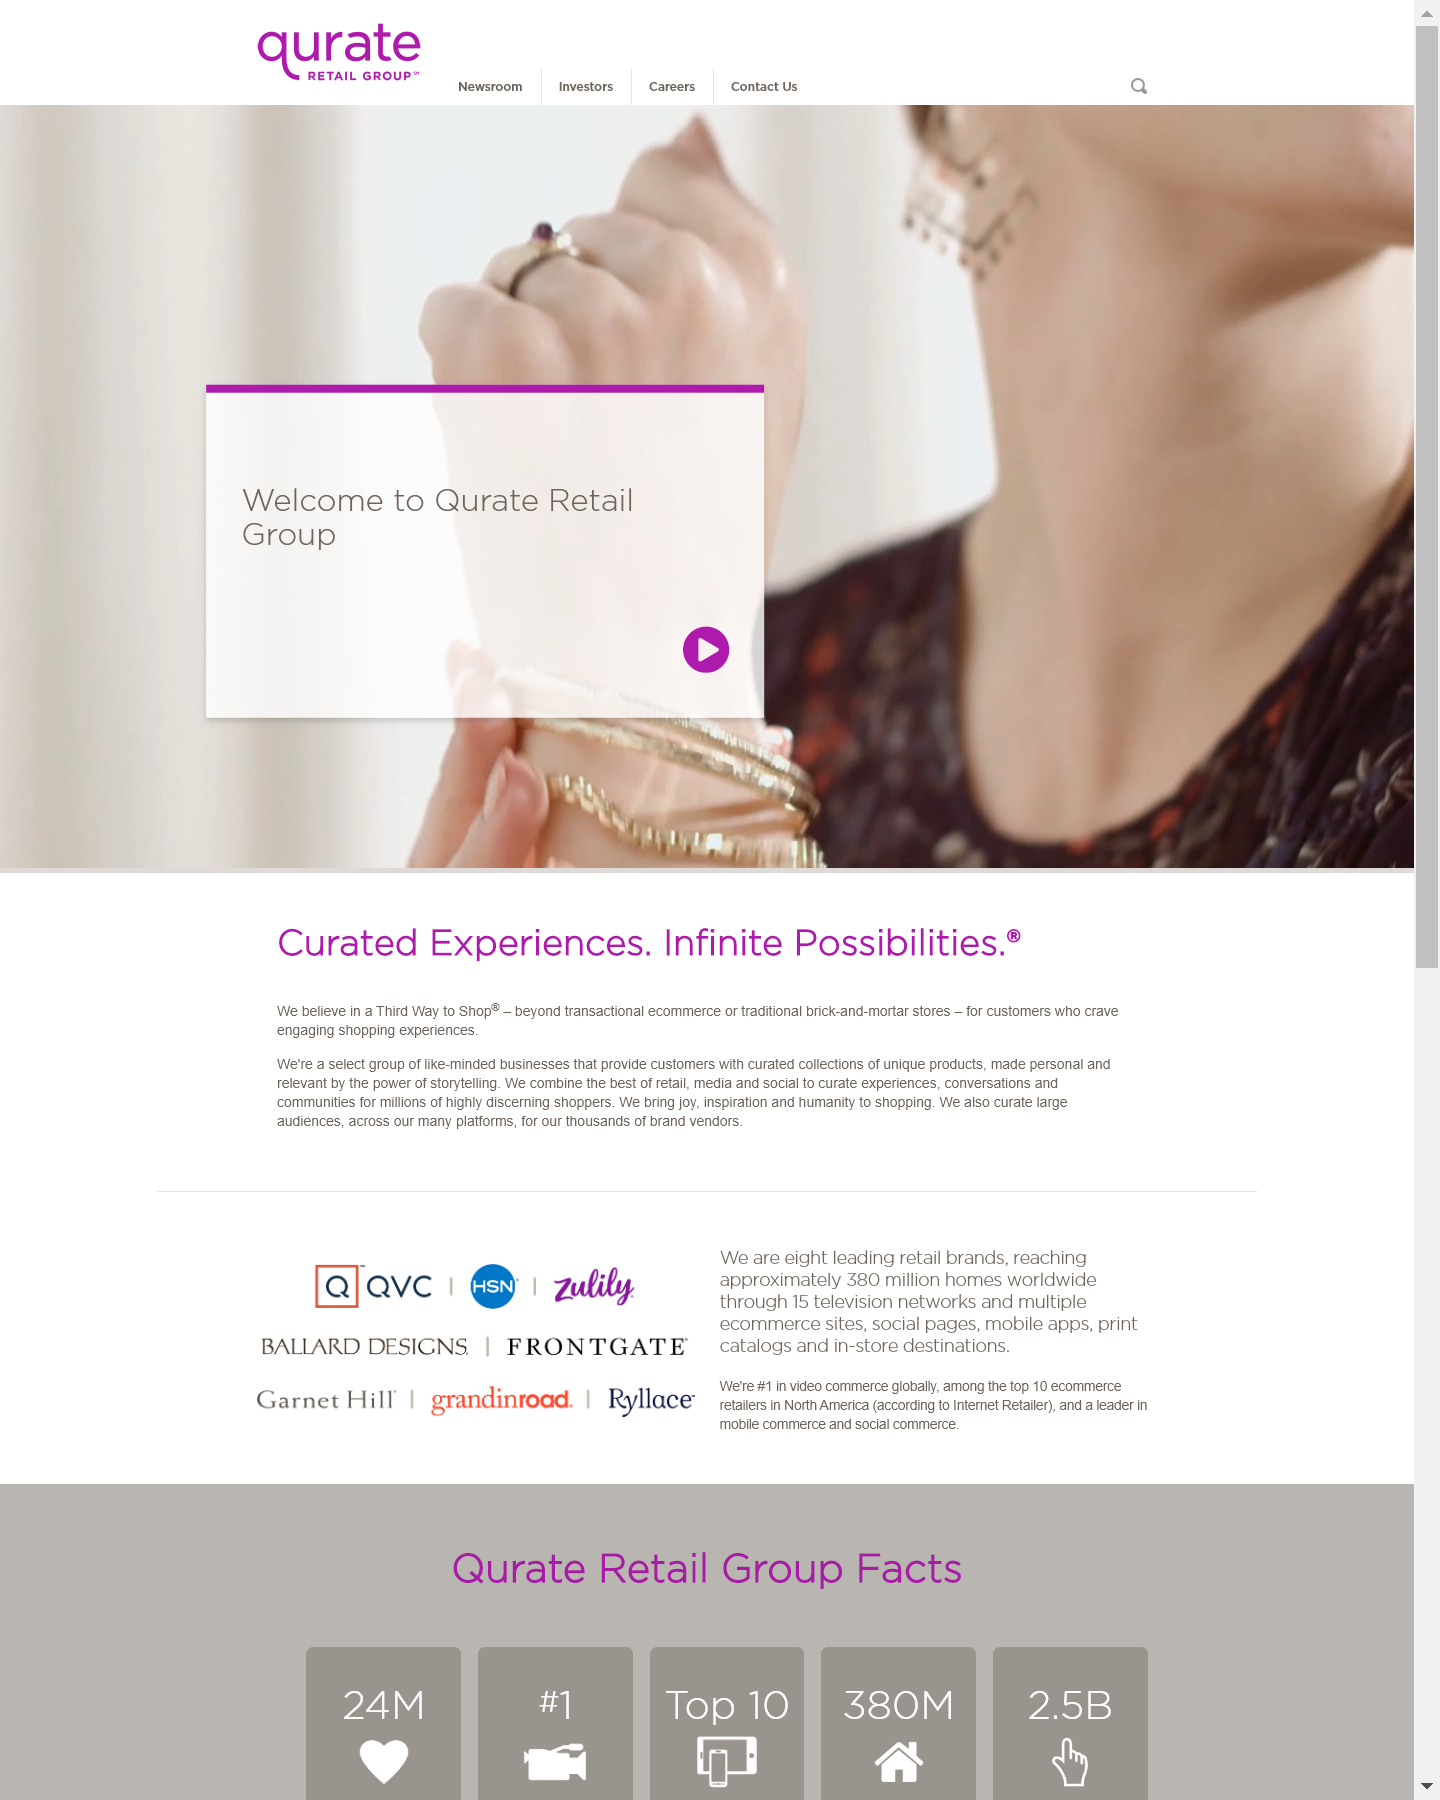 qurate
RETAIL GROUP℠
Newsroom
Investors
Careers
Contact Us
Welcome to Qurate Retail
Group
Curated Experiences. Infinite Possibilities.®
We believe in a Third Way to Shop® – beyond transactional ecommerce or traditional brick-and-mortar stores – for customers who crave
engaging shopping experiences.
We're a select group of like-minded businesses that provide customers with curated collections of unique products, made personal and
relevant by the power of storytelling. We combine the best of retail, media and social to curate experiences, conversations and
communities for millions of highly discerning shoppers. We bring joy, inspiration and humanity to shopping. We also curate large
audiences, across our many platforms, for our thousands of brand vendors.
Q QVC | HSN | zulily
BALLARD DESIGNS | FRONTGATE
Garnet Hill | grandinroad | Ryllace
We are eight leading retail brands, reaching
approximately 380 million homes worldwide
through 15 television networks and multiple
ecommerce sites, social pages, mobile apps, print
catalogs and in-store destinations.
We're #1 in video commerce globally, among the top 10 ecommerce
retailers in North America (according to Internet Retailer), and a leader in
mobile commerce and social commerce.
Qurate Retail Group Facts
24M
#1
Top 10
380M
2.5B